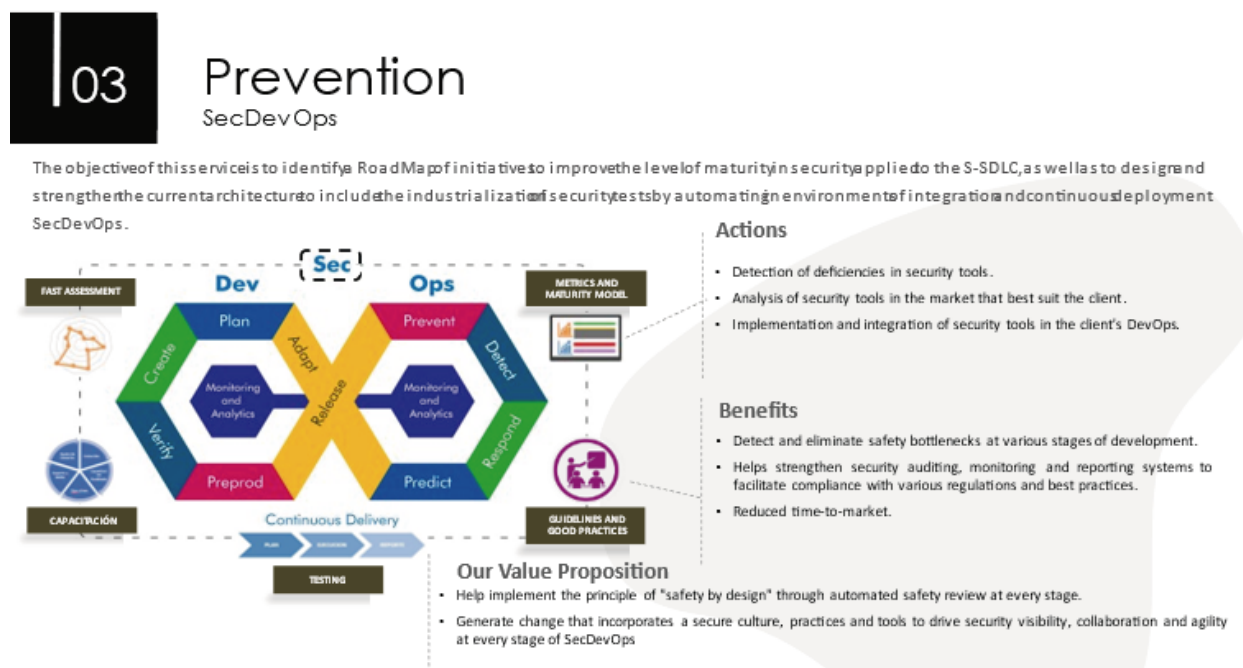 03
Prevention
SecDevOps
The objective of this service is to identify a Road Map of initiatives to improve the level of maturity in security applied to the S-SDLC, as well as to design and
strengthen the current architecture to include the industrialization of security tests by automating in environments of integration and continuous deployment
SecDevOps.
Sec
Dev
Ops
FAST ASSESSMENT
METRICS AND
MATURITY MODEL
Plan
Prevent
Create
Adapt
Detect
Monitoring
and
Analytics
Release
Monitoring
and
Analytics
Verify
Respond
Preprod
Predict
CAPACITACIÓN
GUIDELINES AND
GOOD PRACTICES
Continuous Delivery
PLAN
TESTING
Actions
▪ Detection of deficiencies in security tools.
▪ Analysis of security tools in the market that best suit the client.
▪ Implementation and integration of security tools in the client's DevOps.
Benefits
▪ Detect and eliminate safety bottlenecks at various stages of development.
▪ Helps strengthen security auditing, monitoring and reporting systems to
facilitate compliance with various regulations and best practices.
▪ Reduced time-to-market.
Our Value Proposition
▪ Help implement the principle of "safety by design" through automated safety review at every stage.
▪ Generate change that incorporates a secure culture, practices and tools to drive security visibility, collaboration and agility
at every stage of SecDevOps